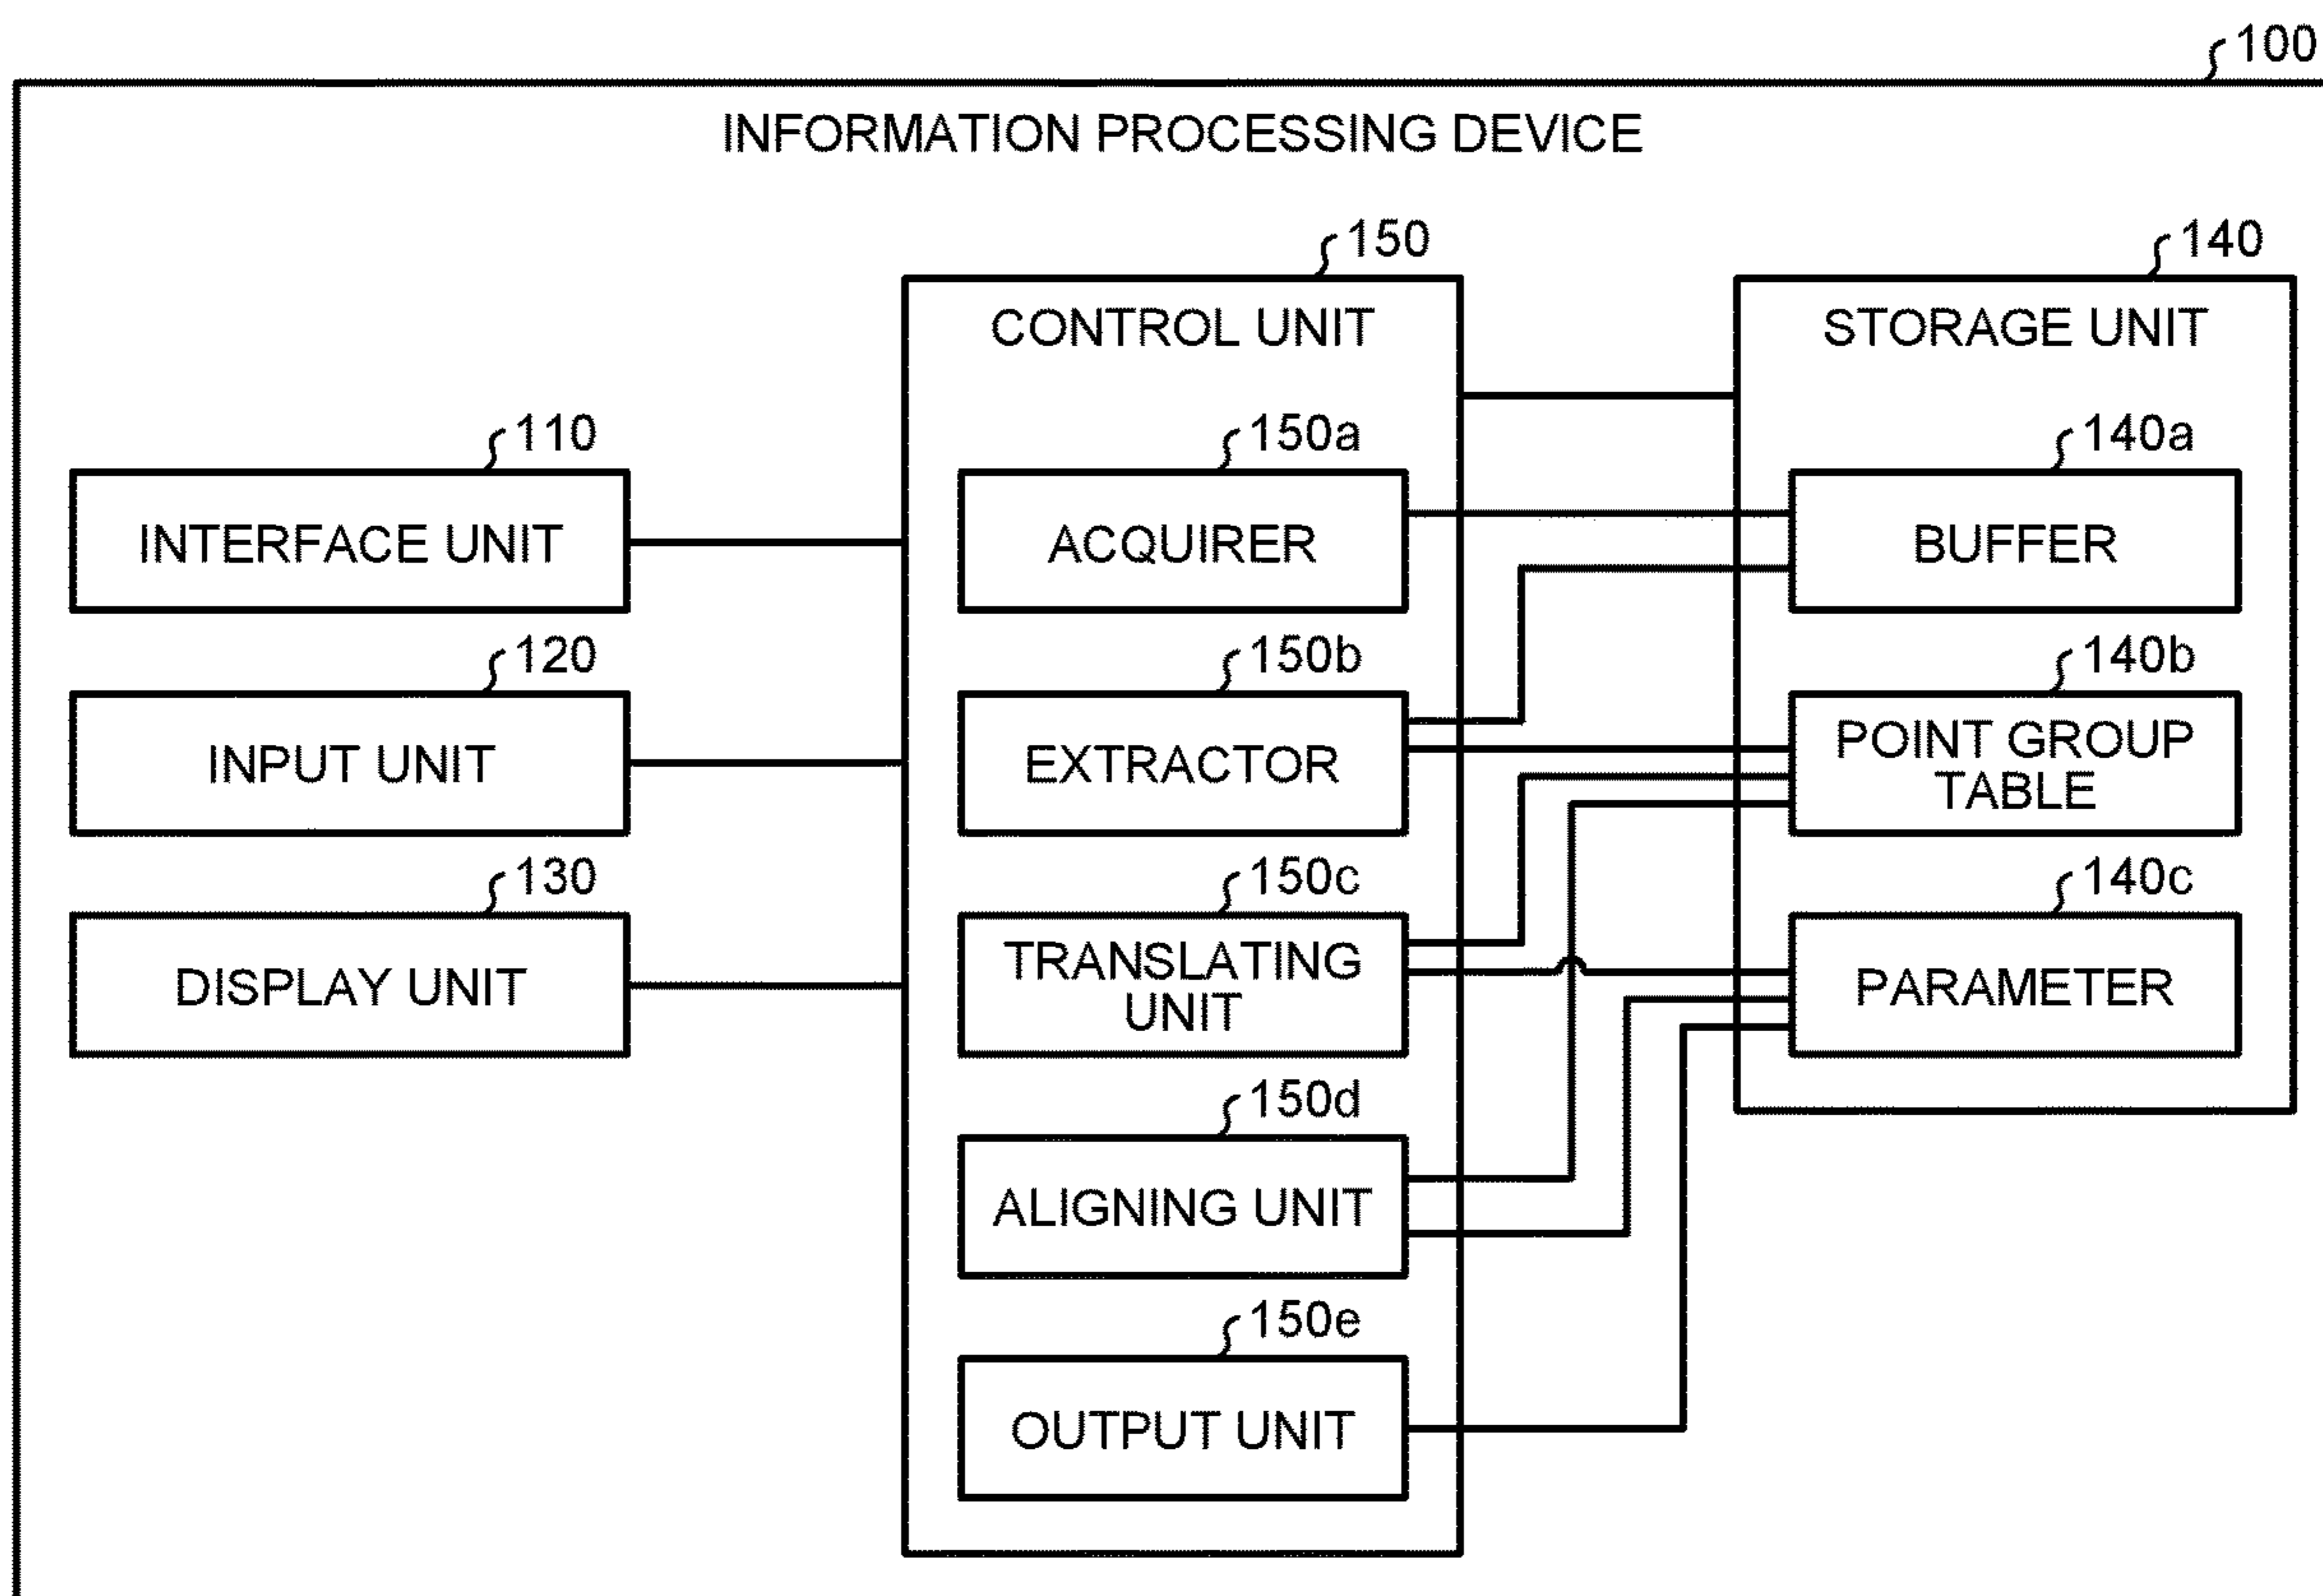 100
INFORMATION PROCESSING DEVICE
150
140
CONTROL UNIT
STORAGE UNIT
110
150a
140a
INTERFACE UNIT
ACQUIRER
BUFFER
120
150b
140b
INPUT UNIT
EXTRACTOR
POINT GROUP
TABLE
130
150c
140c
DISPLAY UNIT
TRANSLATING
UNIT
PARAMETER
150d
ALIGNING UNIT
150e
OUTPUT UNIT